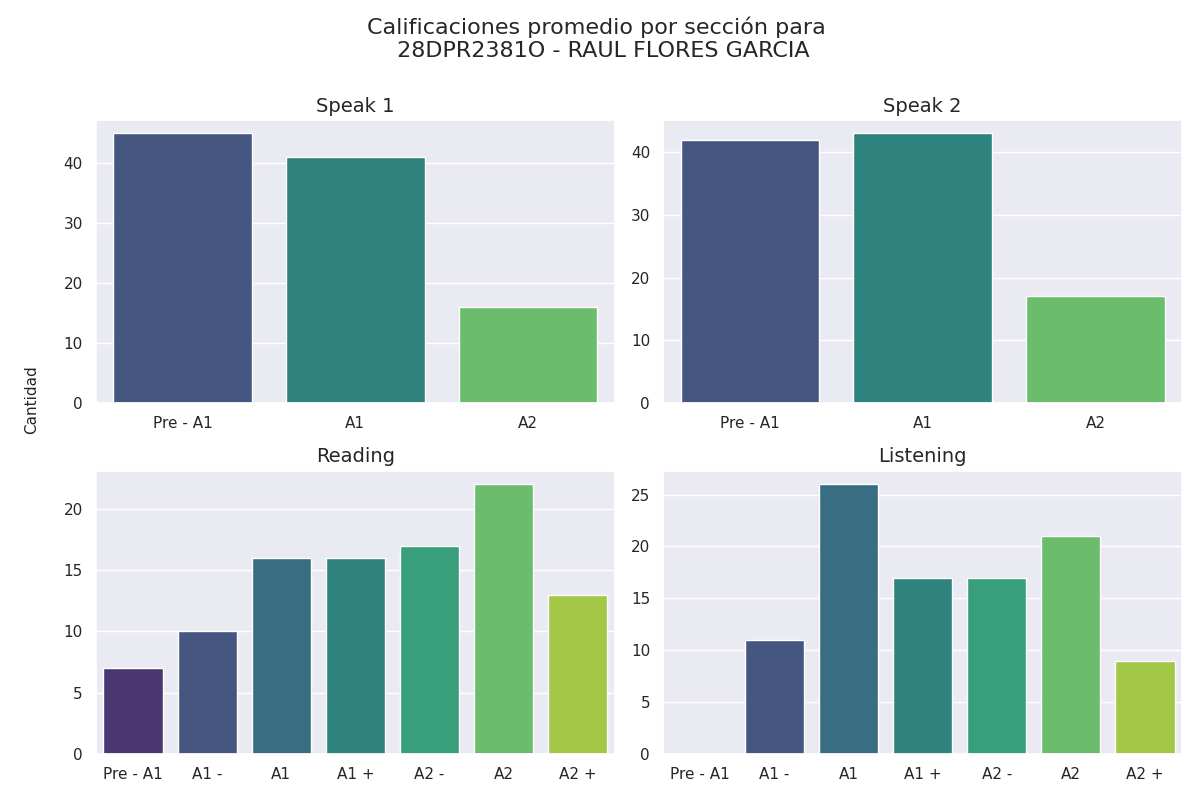 Calificaciones promedio por sección para
28DPR2381O - RAUL FLORES GARCIA
Cantidad
Speak 1
40
30
20
10
0
Pre - A1 A1 A2
Speak 2
40
30
20
10
0
Pre - A1 A1 A2
Reading
20
15
10
5
0
Pre - A1 A1 - A1 A1 + A2 - A2 A2 +
Listening
25
20
15
10
5
0
Pre - A1 A1 - A1 A1 + A2 - A2 A2 +